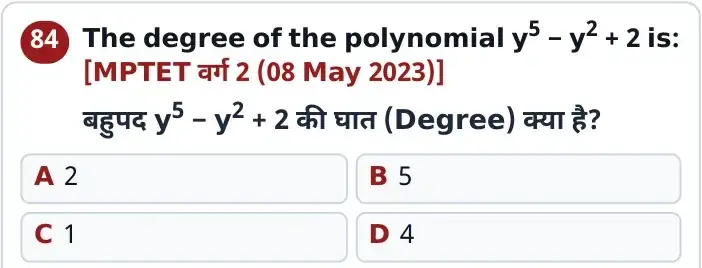 84 The degree of the polynomial y⁵ – y² + 2 is:
[MPTET वर्ग 2 (08 May 2023)]
बहुपद y⁵ – y² + 2 की घात (Degree) क्या है?
A 2
B 5
C 1
D 4